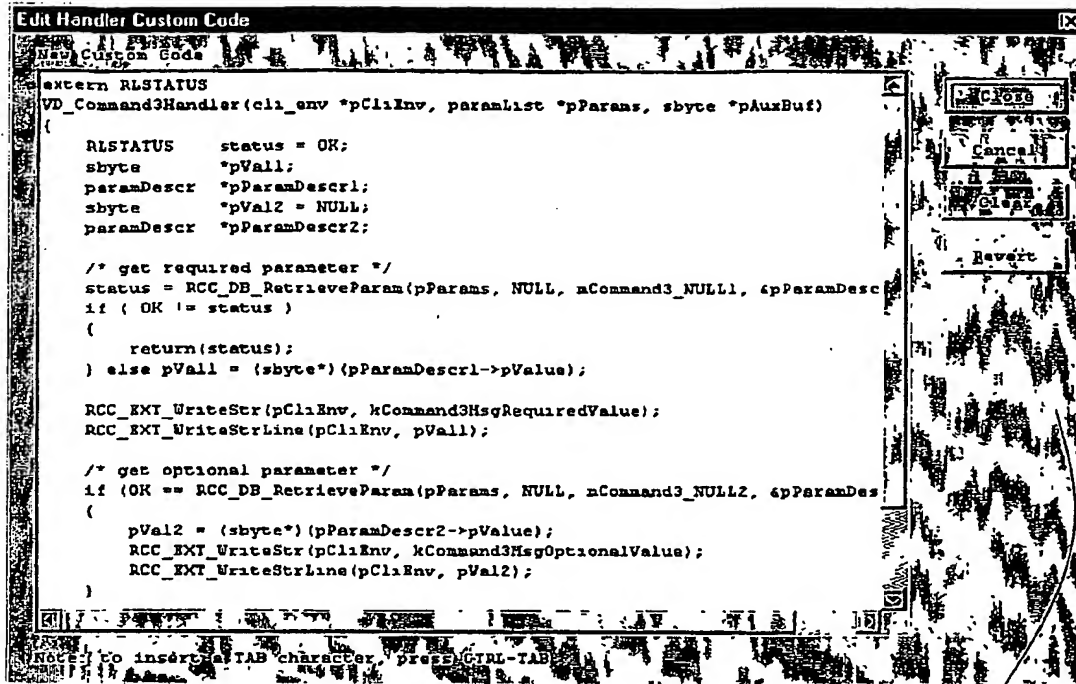 Edit Handler Custom Code
New Custom Code
extern RLSTATUS
VD_Command3Handler(cli_env *pCliEnv, paramList *pParams, sbyte *pAuxBuf)
{
RLSTATUS status = OK;
sbyte *pVal1;
paramDescr *pParamDescr1;
sbyte *pVal2 = NULL;
paramDescr *pParamDescr2;
/* get required parameter */
status = RCC_DB_RetrieveParam(pParams, NULL, nCommand3_NULL1, &pParamDesc
if ( OK != status )
{
return(status);
} else pVal1 = (sbyte*)(pParamDescr1->pValue);
RCC_EXT_WriteStr(pCliEnv, kCommand3MsgRequiredValue);
RCC_EXT_WriteStrLine(pCliEnv, pVal1);
/* get optional parameter */
if (OK == RCC_DB_RetrieveParam(pParams, NULL, nCommand3_NULL2, &pParamDes
{
pVal2 = (sbyte*)(pParamDescr2->pValue);
RCC_EXT_WriteStr(pCliEnv, kCommand3MsgOptionalValue);
RCC_EXT_WriteStrLine(pCliEnv, pVal2);
}
Close
Cancel
Clear
Revert
Note: to insert a TAB character, press CTRL-TAB